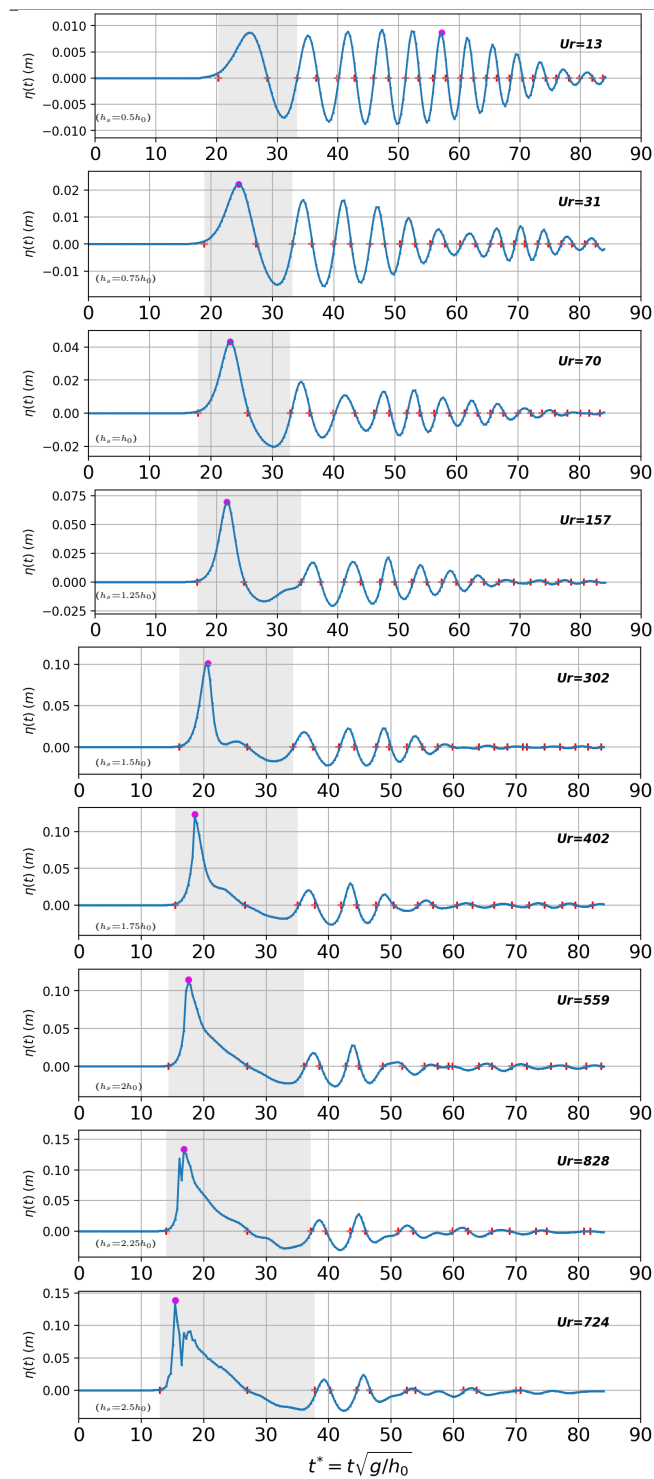 0.010
0.005
0.000
−0.005
−0.010
η(t) (m)
Ur=13
(hₛ=0.5h₀)
0 10 20 30 40 50 60 70 80 90
0.02
0.01
0.00
−0.01
η(t) (m)
Ur=31
(hₛ=0.75h₀)
0 10 20 30 40 50 60 70 80 90
0.04
0.02
0.00
−0.02
η(t) (m)
Ur=70
(hₛ=h₀)
0 10 20 30 40 50 60 70 80 90
0.075
0.050
0.025
0.000
−0.025
η(t) (m)
Ur=157
(hₛ=1.25h₀)
0 10 20 30 40 50 60 70 80 90
0.10
0.05
0.00
η(t) (m)
Ur=302
(hₛ=1.5h₀)
0 10 20 30 40 50 60 70 80 90
0.10
0.05
0.00
η(t) (m)
Ur=402
(hₛ=1.75h₀)
0 10 20 30 40 50 60 70 80 90
0.10
0.05
0.00
η(t) (m)
Ur=559
(hₛ=2h₀)
0 10 20 30 40 50 60 70 80 90
0.15
0.10
0.05
0.00
η(t) (m)
Ur=828
(hₛ=2.25h₀)
0 10 20 30 40 50 60 70 80 90
0.15
0.10
0.05
0.00
η(t) (m)
Ur=724
(hₛ=2.5h₀)
0 10 20 30 40 50 60 70 80 90
t* = t√g/h₀